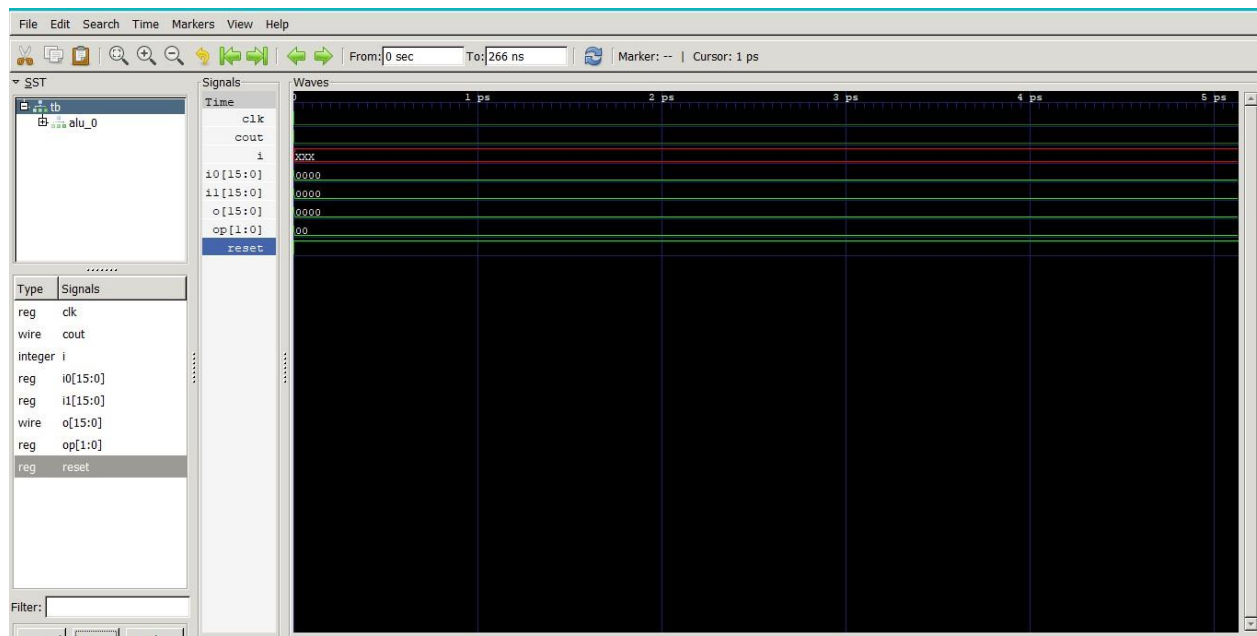 File Edit Search Time Markers View Help
From: 0 sec To: 266 ns Marker: -- | Cursor: 1 ps
SST
tb
alu_0
Type Signals
reg clk
wire cout
integer i
reg i0[15:0]
reg i1[15:0]
wire o[15:0]
reg op[1:0]
reg reset
Filter:
Signals
Time
clk
cout
i
i0[15:0]
i1[15:0]
o[15:0]
op[1:0]
reset
Waves
0 1 ps 2 ps 3 ps 4 ps 5 ps
xxx
0000
0000
0000
00